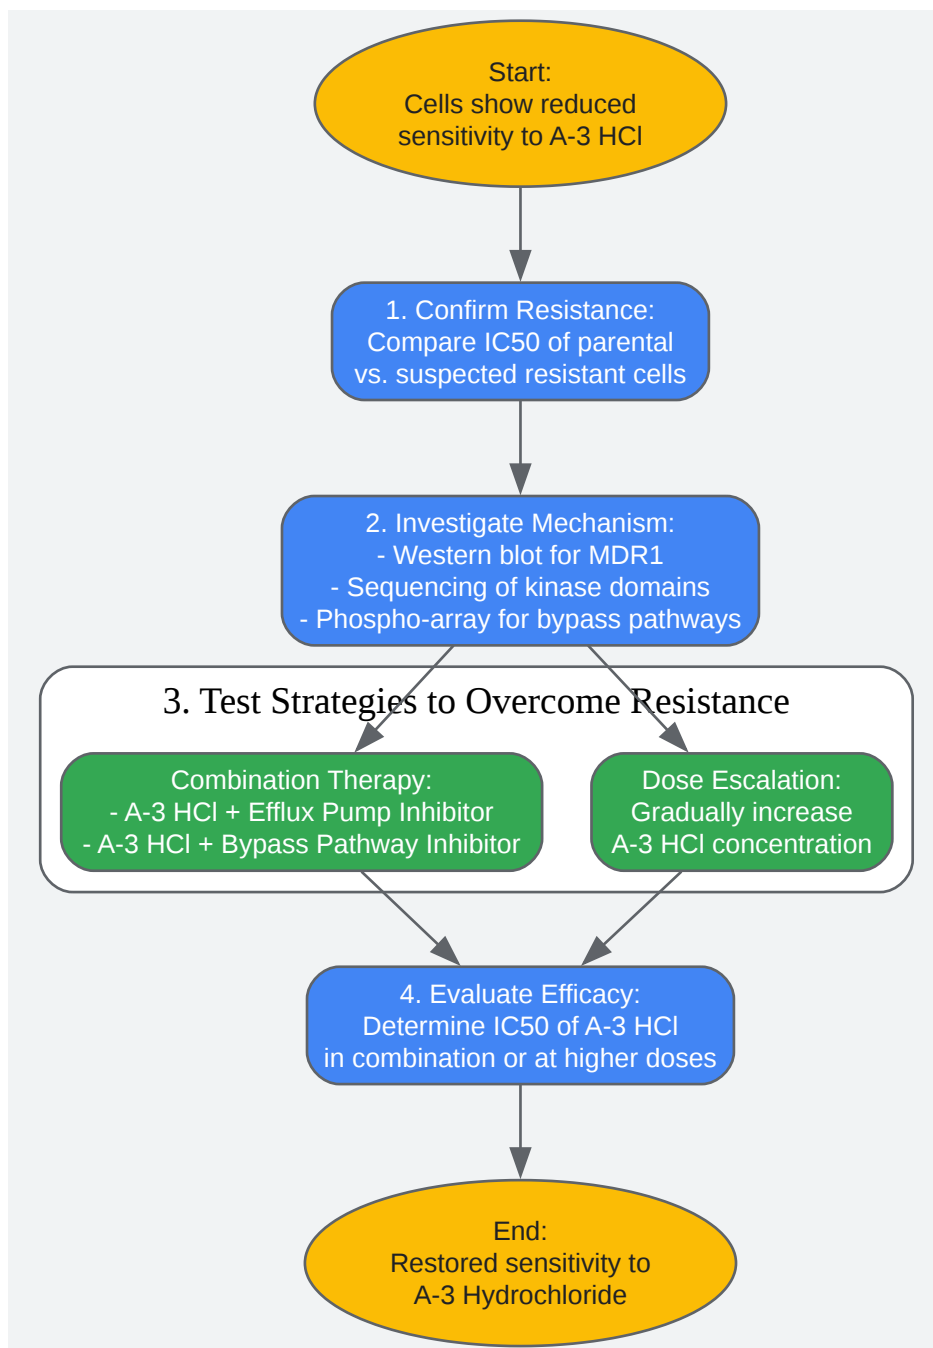 Start:
Cells show reduced
sensitivity to A-3 HCl
1. Confirm Resistance:
Compare IC50 of parental
vs. suspected resistant cells
2. Investigate Mechanism:
- Western blot for MDR1
- Sequencing of kinase domains
- Phospho-array for bypass pathways
3. Test Strategies to Overcome Resistance
Combination Therapy:
- A-3 HCl + Efflux Pump Inhibitor
- A-3 HCl + Bypass Pathway Inhibitor
Dose Escalation:
Gradually increase
A-3 HCl concentration
4. Evaluate Efficacy:
Determine IC50 of A-3 HCl
in combination or at higher doses
End:
Restored sensitivity to
A-3 Hydrochloride